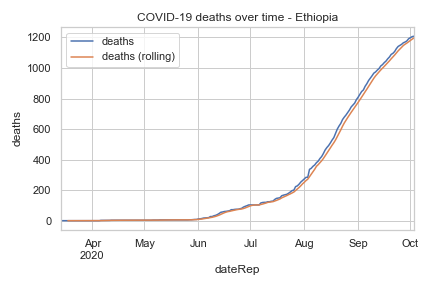 COVID-19 deaths over time - Ethiopia
deaths
deaths (rolling)
1200
1000
800
600
400
200
0
deaths
Apr
2020
May
Jun
Jul
Aug
Sep
Oct
dateRep